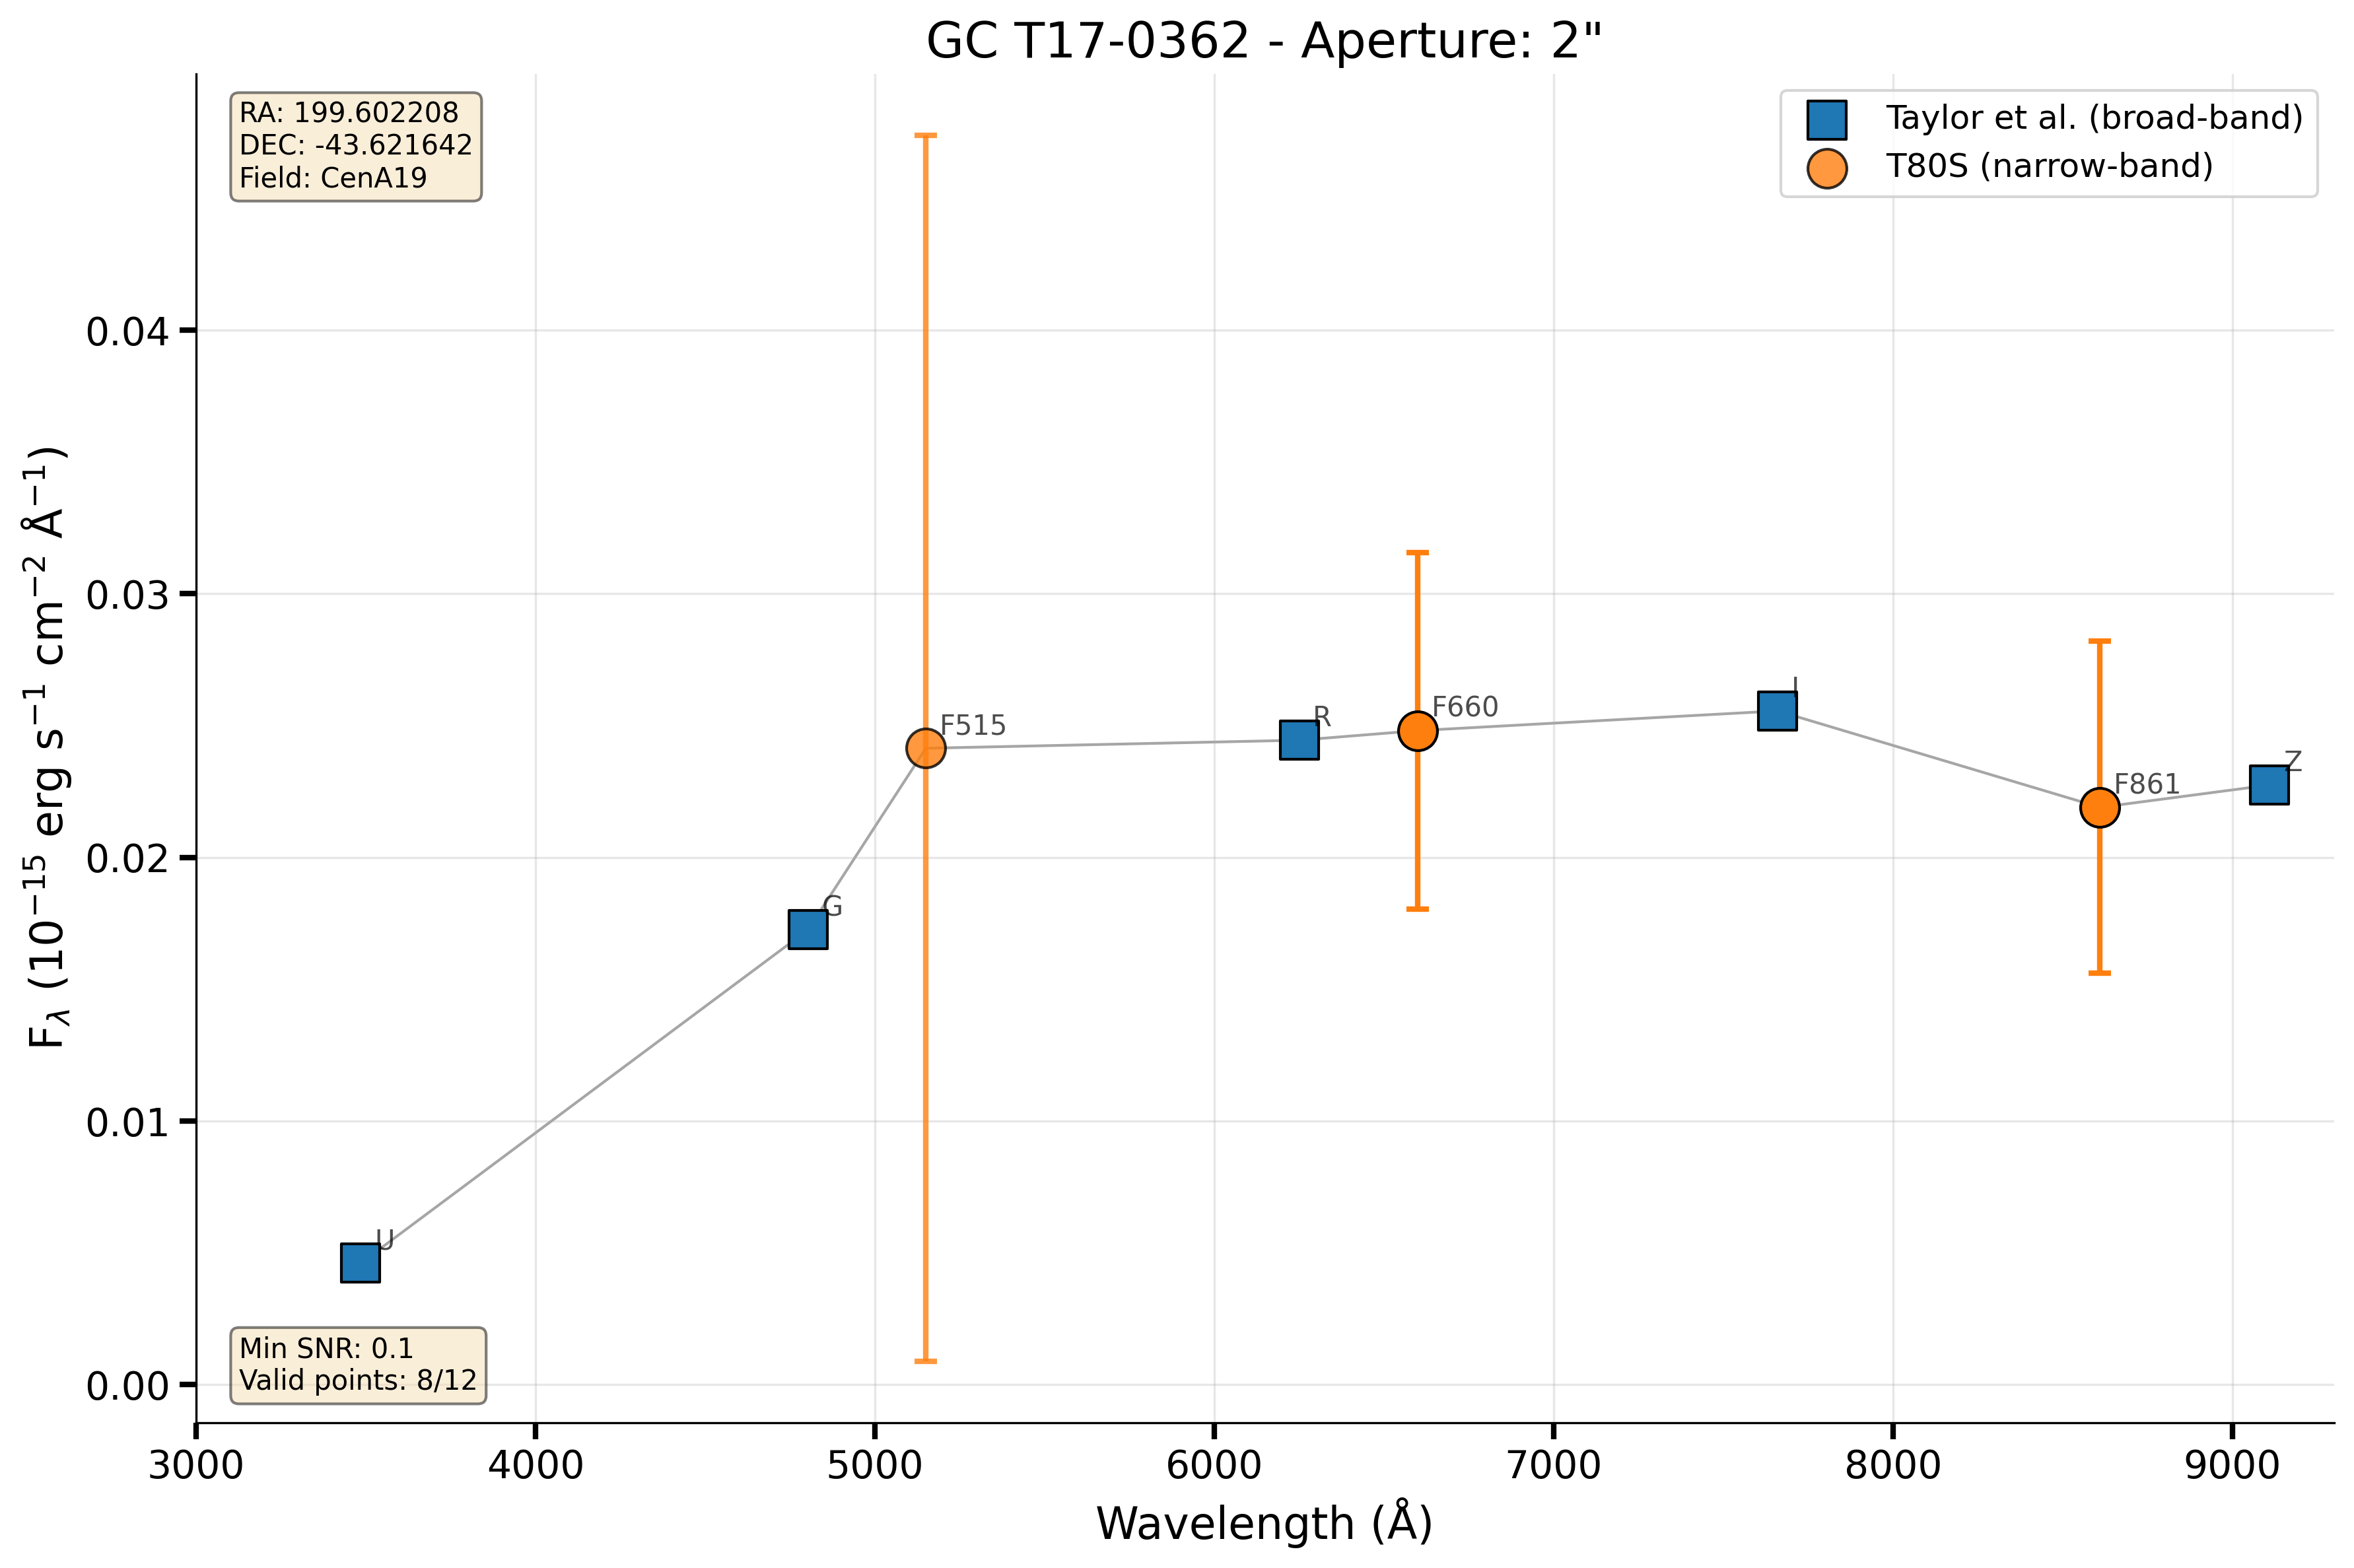 GC T17-0362 - Aperture: 2"
RA: 199.602208
DEC: -43.621642
Field: CenA19
Taylor et al. (broad-band)
T80S (narrow-band)
F_λ (10⁻¹⁵ erg s⁻¹ cm⁻² Å⁻¹)
0.04
0.03
0.02
0.01
0.00
U
G
F515
R
F660
I
F861
Z
Min SNR: 0.1
Valid points: 8/12
3000 4000 5000 6000 7000 8000 9000
Wavelength (Å)